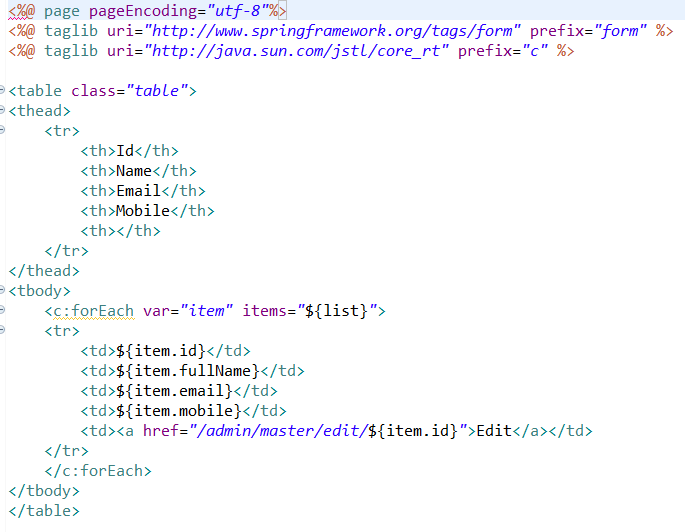 <%@ page pageEncoding="utf-8"%>
<%@ taglib uri="http://www.springframework.org/tags/form" prefix="form" %>
<%@ taglib uri="http://java.sun.com/jstl/core_rt" prefix="c" %>

<table class="table">
<thead>
    <tr>
        <th>Id</th>
        <th>Name</th>
        <th>Email</th>
        <th>Mobile</th>
        <th></th>
    </tr>
</thead>
<tbody>
    <c:forEach var="item" items="${list}">
    <tr>
        <td>${item.id}</td>
        <td>${item.fullName}</td>
        <td>${item.email}</td>
        <td>${item.mobile}</td>
        <td><a href="/admin/master/edit/${item.id}">Edit</a></td>
    </tr>
    </c:forEach>
</tbody>
</table>